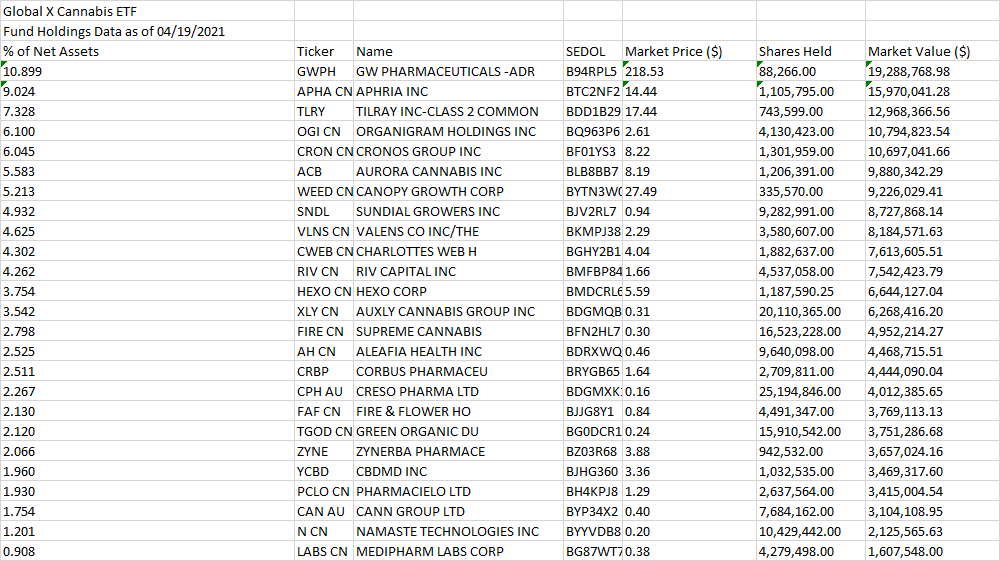 Global X Cannabis ETF
Fund Holdings Data as of 04/19/2021
% of Net Assets Ticker Name SEDOL Market Price ($) Shares Held Market Value ($)
10.899 GWPH GW PHARMACEUTICALS -ADR B94RPL5 218.53 88,266.00 19,288,768.98
9.024 APHA CN APHRIA INC BTC2NF2 14.44 1,105,795.00 15,970,041.28
7.328 TLRY TILRAY INC-CLASS 2 COMMON BDD1B29 17.44 743,599.00 12,968,366.56
6.100 OGI CN ORGANIGRAM HOLDINGS INC BQ963P6 2.61 4,130,423.00 10,794,823.54
6.045 CRON CN CRONOS GROUP INC BF01YS3 8.22 1,301,959.00 10,697,041.66
5.583 ACB AURORA CANNABIS INC BLB8BB7 8.19 1,206,391.00 9,880,342.29
5.213 WEED CN CANOPY GROWTH CORP BYTN3W 27.49 335,570.00 9,226,029.41
4.932 SNDL SUNDIAL GROWERS INC BJV2RL7 0.94 9,282,991.00 8,727,868.14
4.625 VLNS CN VALENS CO INC/THE BKMPJ38 2.29 3,580,607.00 8,184,571.63
4.302 CWEB CN CHARLOTTES WEB H BGHY2B1 4.04 1,882,637.00 7,613,605.51
4.262 RIV CN RIV CAPITAL INC BMFBP84 1.66 4,537,058.00 7,542,423.79
3.754 HEXO CN HEXO CORP BMDCRL6 5.59 1,187,590.25 6,644,127.04
3.542 XLY CN AUXLY CANNABIS GROUP INC BDGMQB 0.31 20,110,365.00 6,268,416.20
2.798 FIRE CN SUPREME CANNABIS BFN2HL7 0.30 16,523,228.00 4,952,214.27
2.525 AH CN ALEAFIA HEALTH INC BDRXWQ 0.46 9,640,098.00 4,468,715.51
2.511 CRBP CORBUS PHARMACEU BRYGB65 1.64 2,709,811.00 4,444,090.04
2.267 CPH AU CRESO PHARMA LTD BDGMXK 0.16 25,194,846.00 4,012,385.65
2.130 FAF CN FIRE & FLOWER HO BJJG8Y1 0.84 4,491,347.00 3,769,113.13
2.120 TGOD CN GREEN ORGANIC DU BG0DCR1 0.24 15,910,542.00 3,751,286.68
2.066 ZYNE ZYNERBA PHARMACE BZ03R68 3.88 942,532.00 3,657,024.16
1.960 YCBD CBDMD INC BJHG360 3.36 1,032,535.00 3,469,317.60
1.930 PCLO CN PHARMACIELO LTD BH4KPJ8 1.29 2,637,564.00 3,415,004.54
1.754 CAN AU CANN GROUP LTD BYP34X2 0.40 7,684,162.00 3,104,108.95
1.201 N CN NAMASTE TECHNOLOGIES INC BYYVDB8 0.20 10,429,442.00 2,125,565.63
0.908 LABS CN MEDIPHARM LABS CORP BG87WT7 0.38 4,279,498.00 1,607,548.00